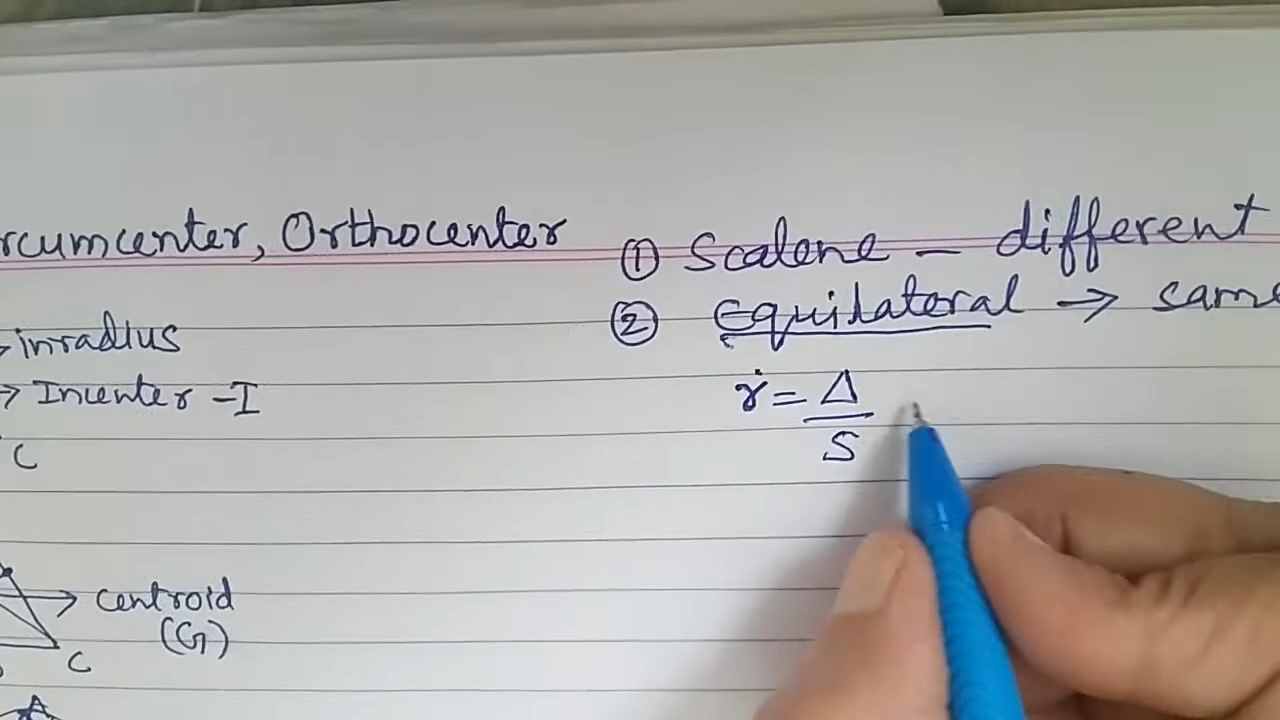 rcumcenter, Orthocenter
→ inradius
→ Incenter - I
C
→ centroid
(G)
C
A
① Scalene - different
② Equilateral → same
r = Δ
S